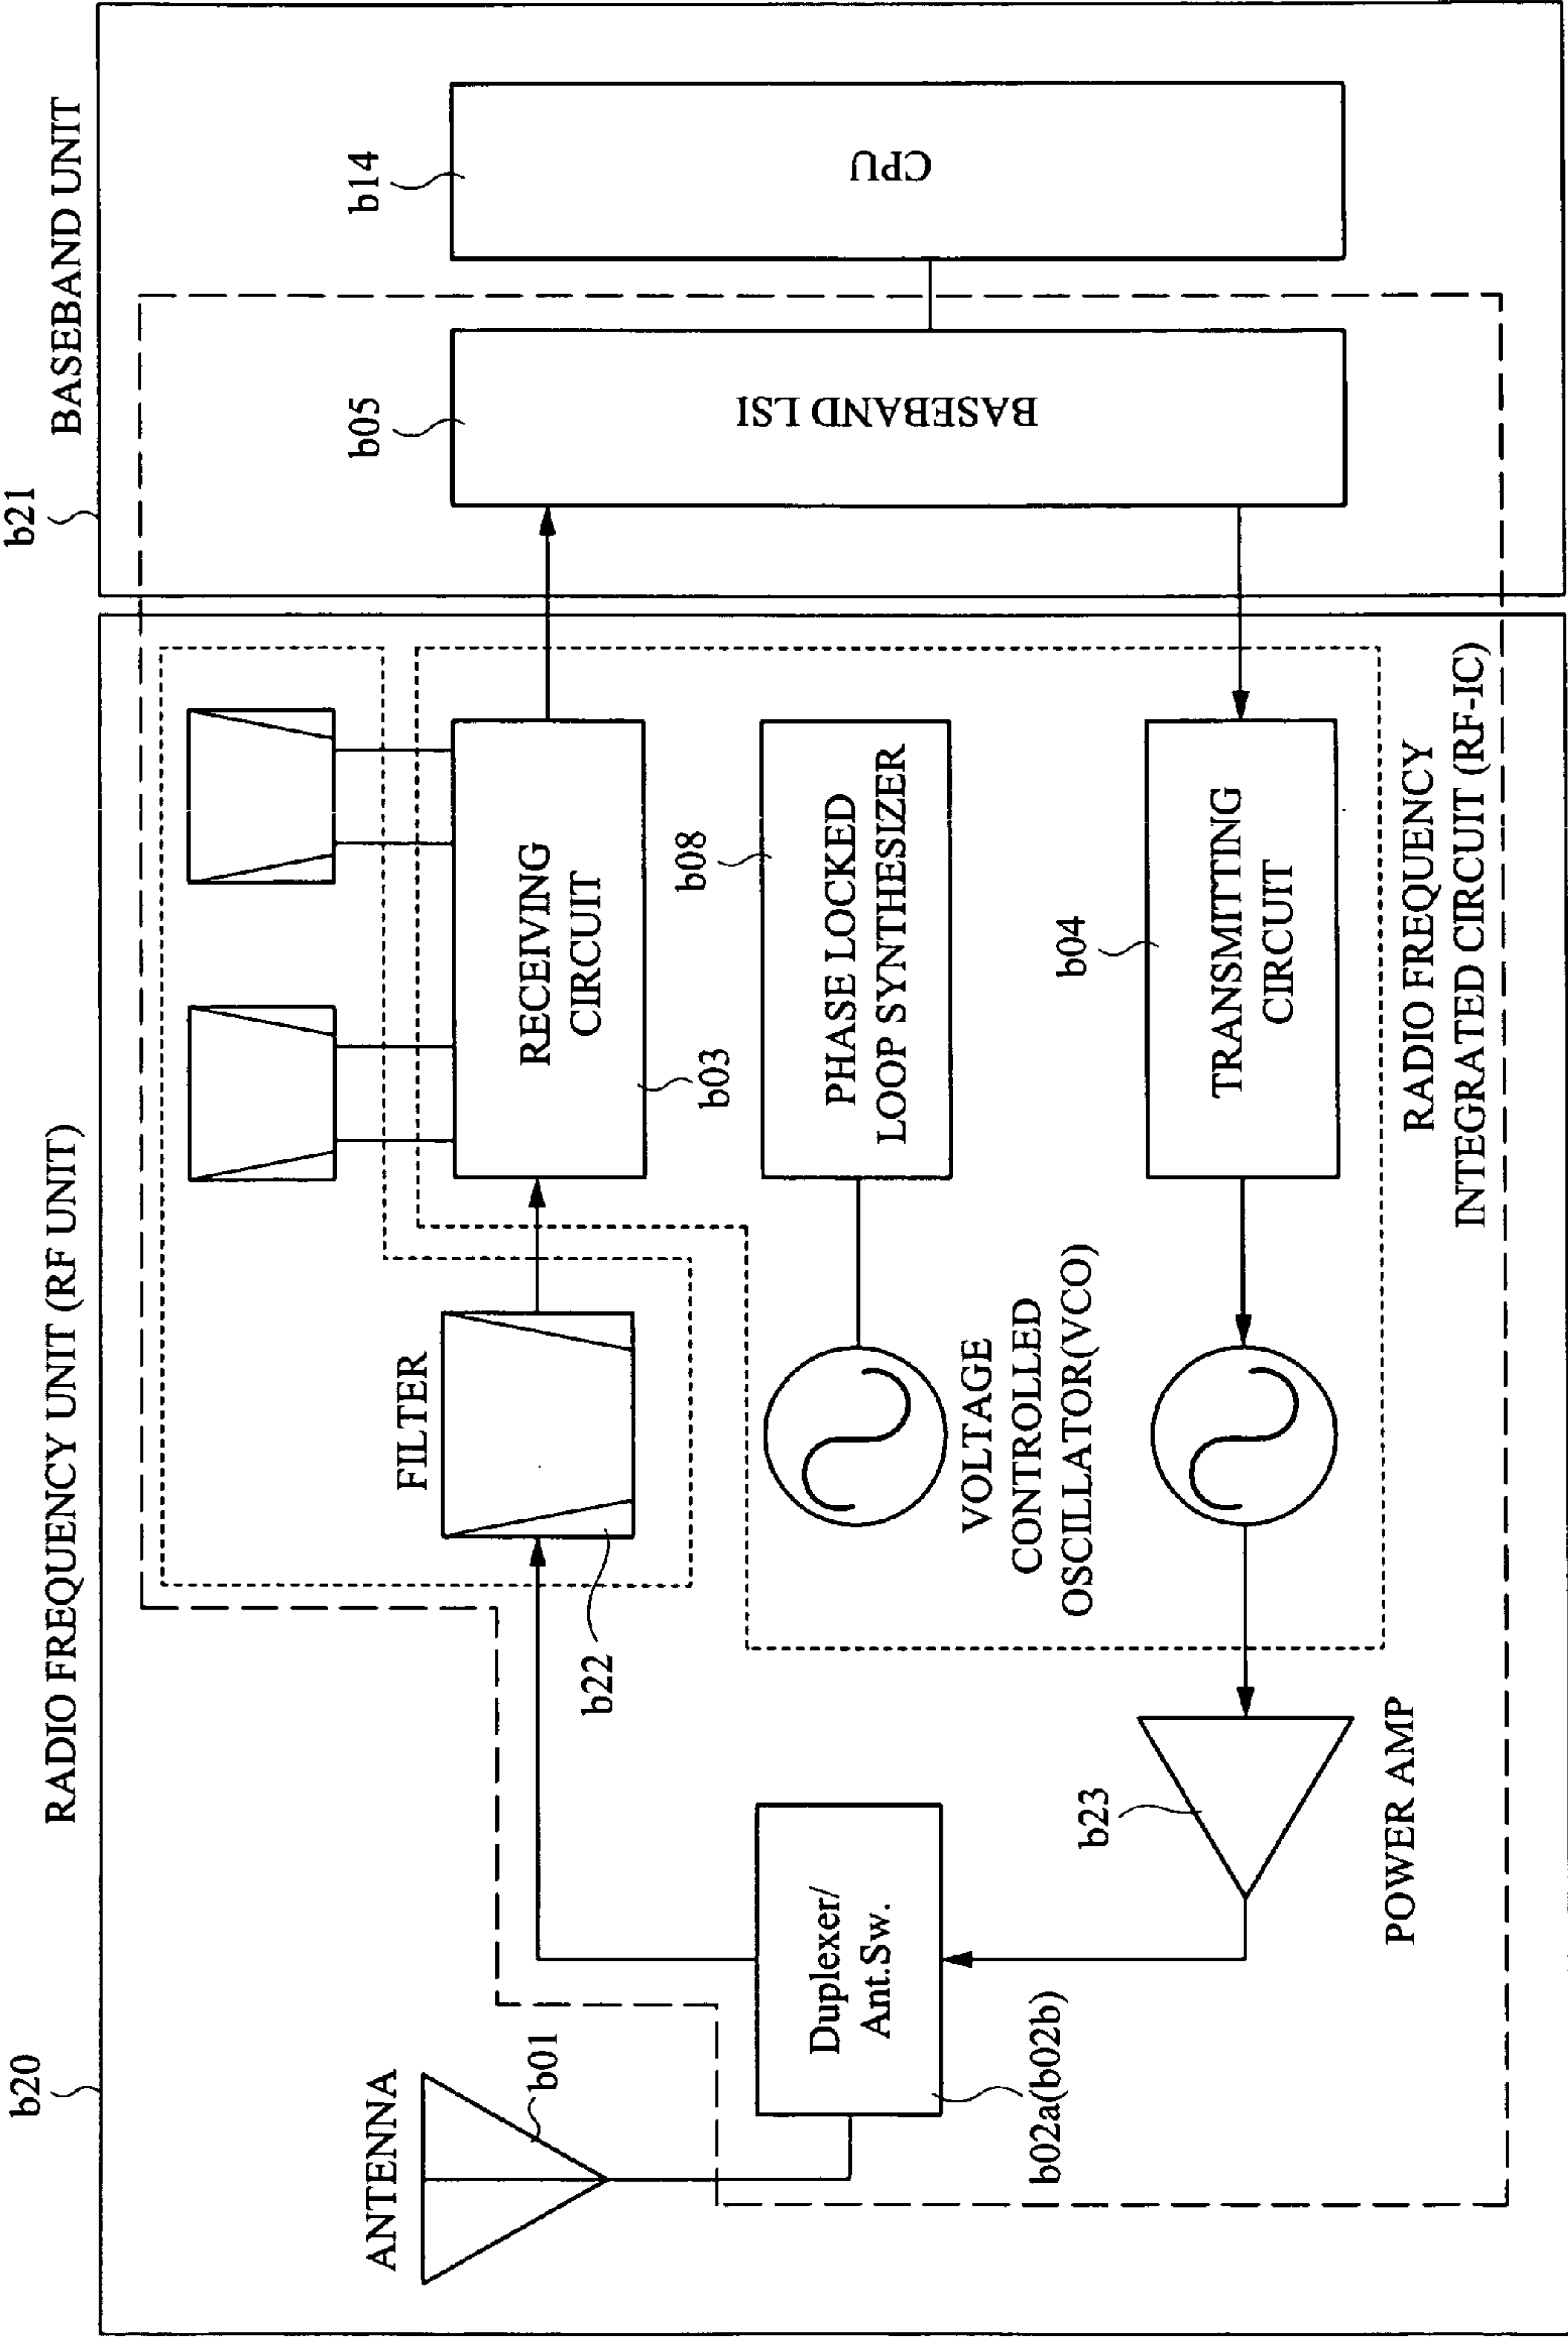 b20
RADIO FREQUENCY UNIT (RF UNIT)
b21
BASEBAND UNIT
ANTENNA
b01
FILTER
b22
RECEIVING
CIRCUIT
b03
b05
BASEBAND LSI
b14
CPU
Duplexer/
Ant.Sw.
b02a(b02b)
VOLTAGE
CONTROLLED
OSCILLATOR(VCO)
b08
PHASE LOCKED
LOOP SYNTHESIZER
b23
POWER AMP
b04
TRANSMITTING
CIRCUIT
RADIO FREQUENCY
INTEGRATED CIRCUIT (RF-IC)